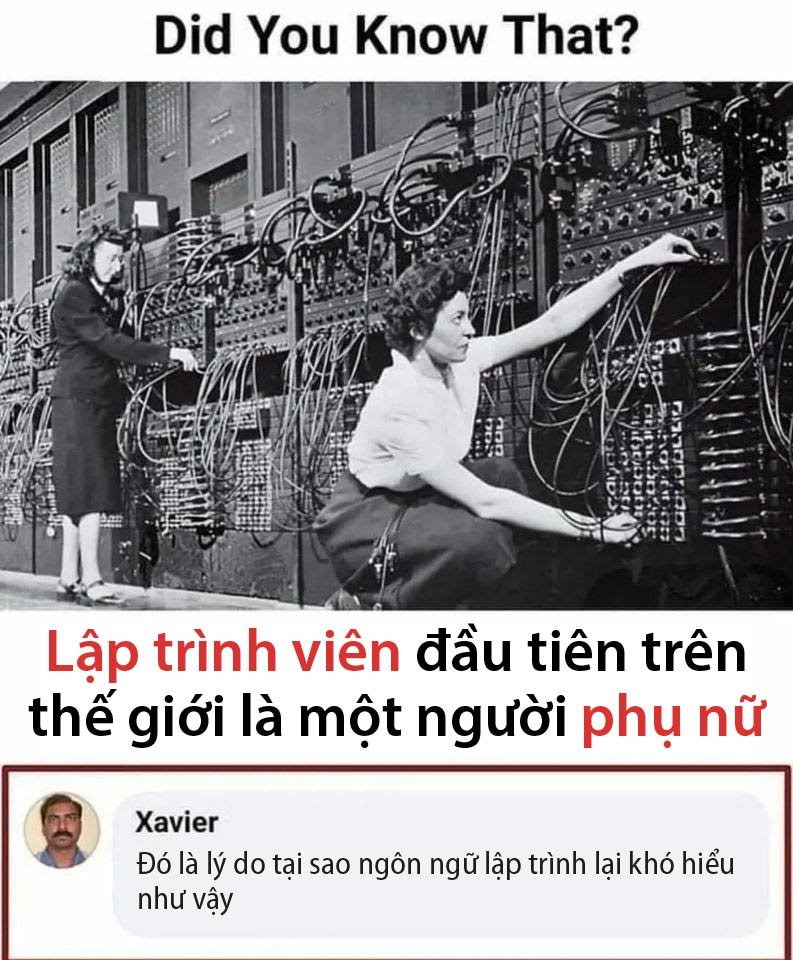 Did You Know That?
Lập trình viên đầu tiên trên
thế giới là một người phụ nữ
Xavier
Đó là lý do tại sao ngôn ngữ lập trình lại khó hiểu
như vậy